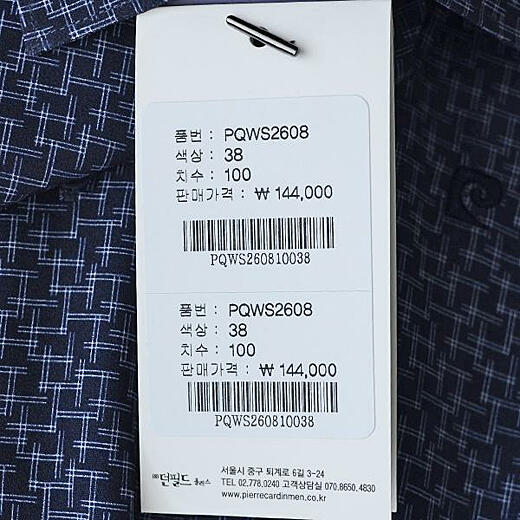 품번 : PQWS2608
색상 : 38
치수 : 100
판매가격 : ₩ 144,000
PQWS260810038
품번 : PQWS2608
색상 : 38
치수 : 100
판매가격 : ₩ 144,000
PQWS260810038
㈜던필드
서울시 중구 퇴계로 6길 3-24
TEL 02.778.0240 고객상담실 070.8650.4830
www.pierrecardinmen.co.kr